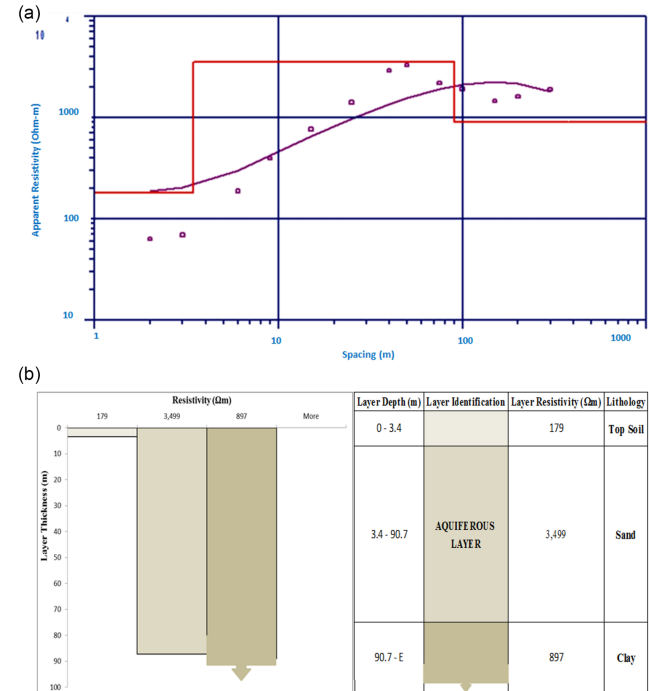 (a)
4
10
1000
100
10
Apparent Resistivity (Ohm-m)
1 10 100 1000
Spacing (m)
(b)
Resistivity (Ωm)
179 3,499 897 More
0
10
20
30
40
50
60
70
80
90
100
Layer Thickness (m)
Layer Depth (m) Layer Identification Layer Resistivity (Ωm) Lithology
0 - 3.4 179 Top Soil
3.4 - 90.7 AQUIFEROUS LAYER 3,499 Sand
90.7 - E 897 Clay